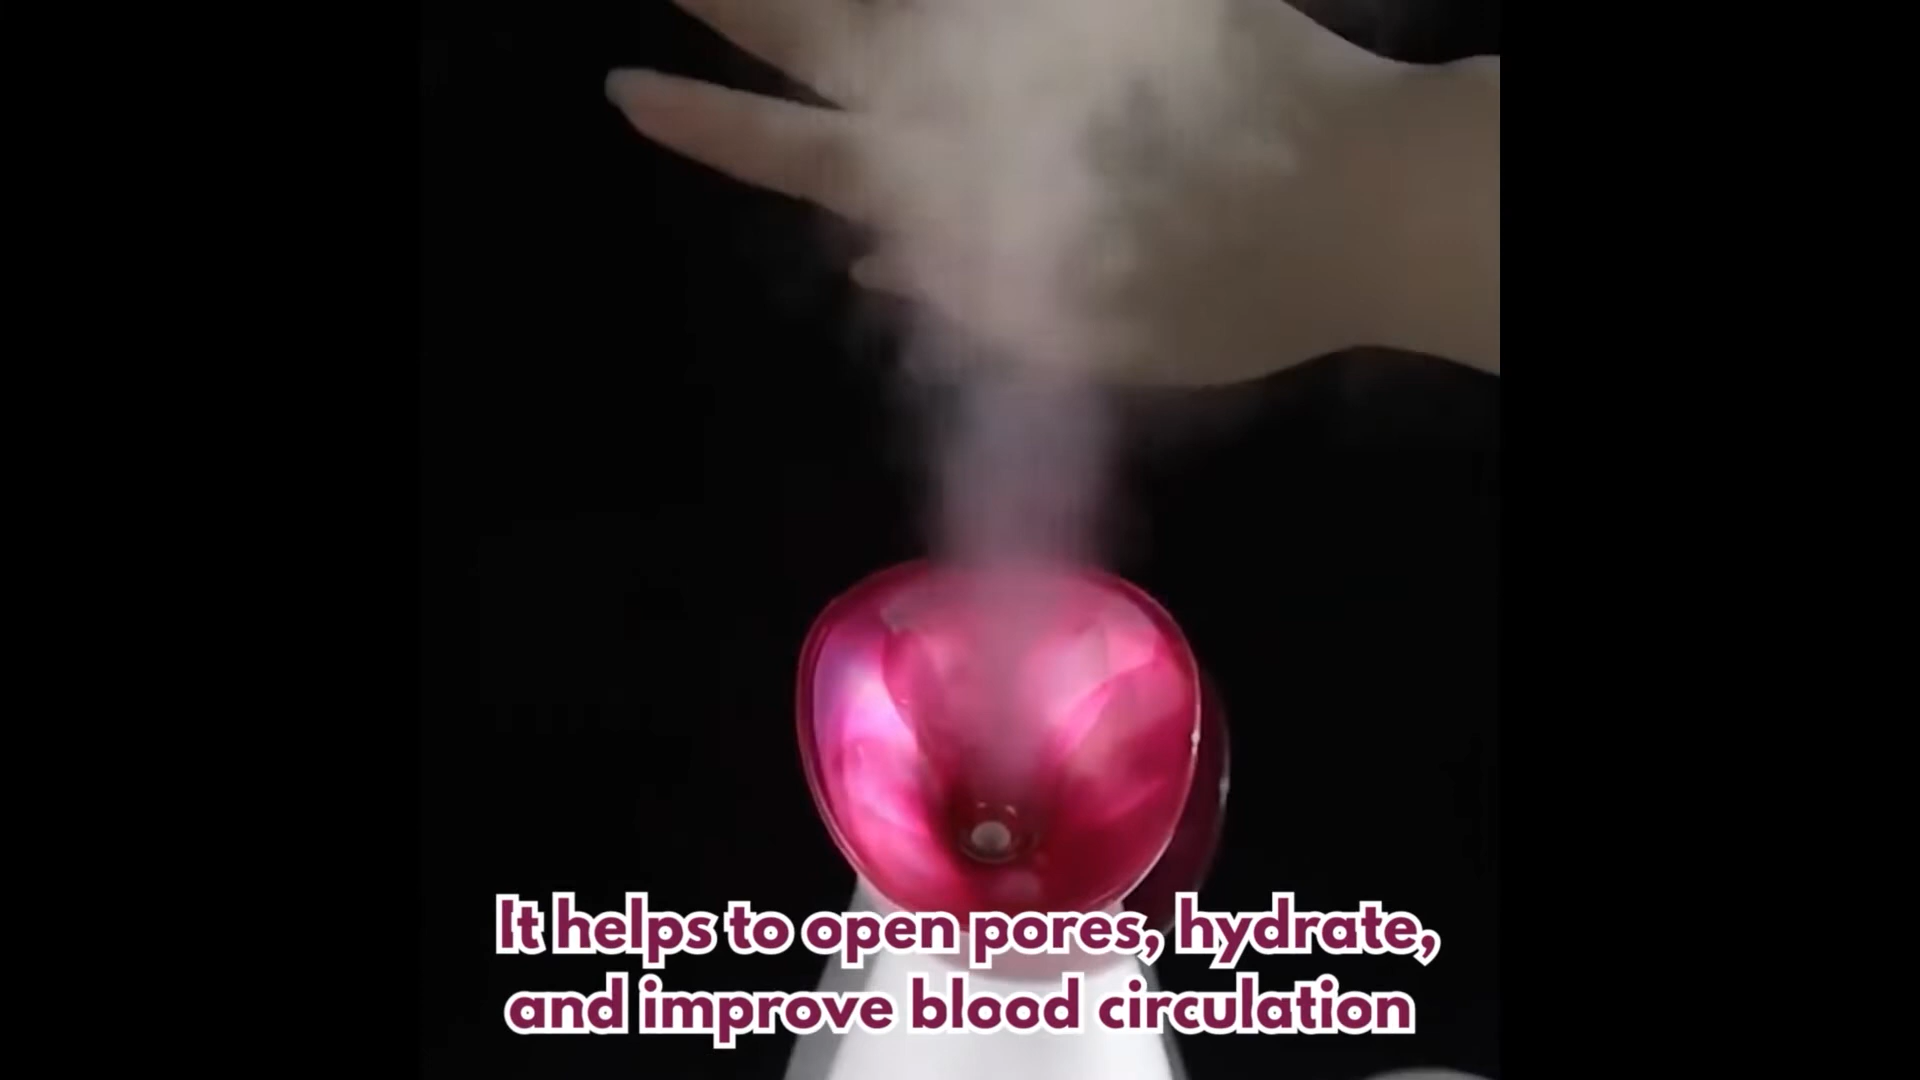 It helps to open pores, hydrate,
and improve blood circulation